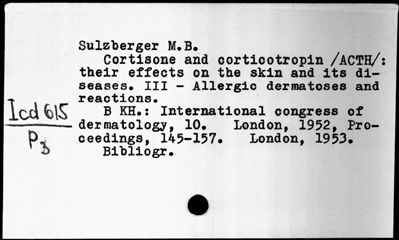 Sulzberger M.B.
Cortisone and corticotropin /ACTH/:
their effects on the skin and its di-
seases. III - Allergic dermatoses and
reactions.
B KH.: International congress of
dermatology, 10. London, 1952, Pro-
ceedings, 145-157. London, 1953.
Bibliogr.
Icd 615
P3